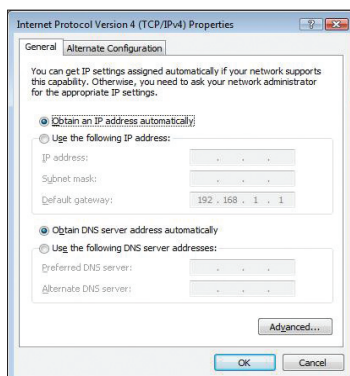 Internet Protocol Version 4 (TCP/IPv4) Properties
General
Alternate Configuration
You can get IP settings assigned automatically if your network supports
this capability. Otherwise, you need to ask your network administrator
for the appropriate IP settings.
Obtain an IP address automatically
Use the following IP address:
IP address:
Subnet mask:
Default gateway:
192 . 168 . 1 . 1
Obtain DNS server address automatically
Use the following DNS server addresses:
Preferred DNS server:
Alternate DNS server:
Advanced...
OK
Cancel